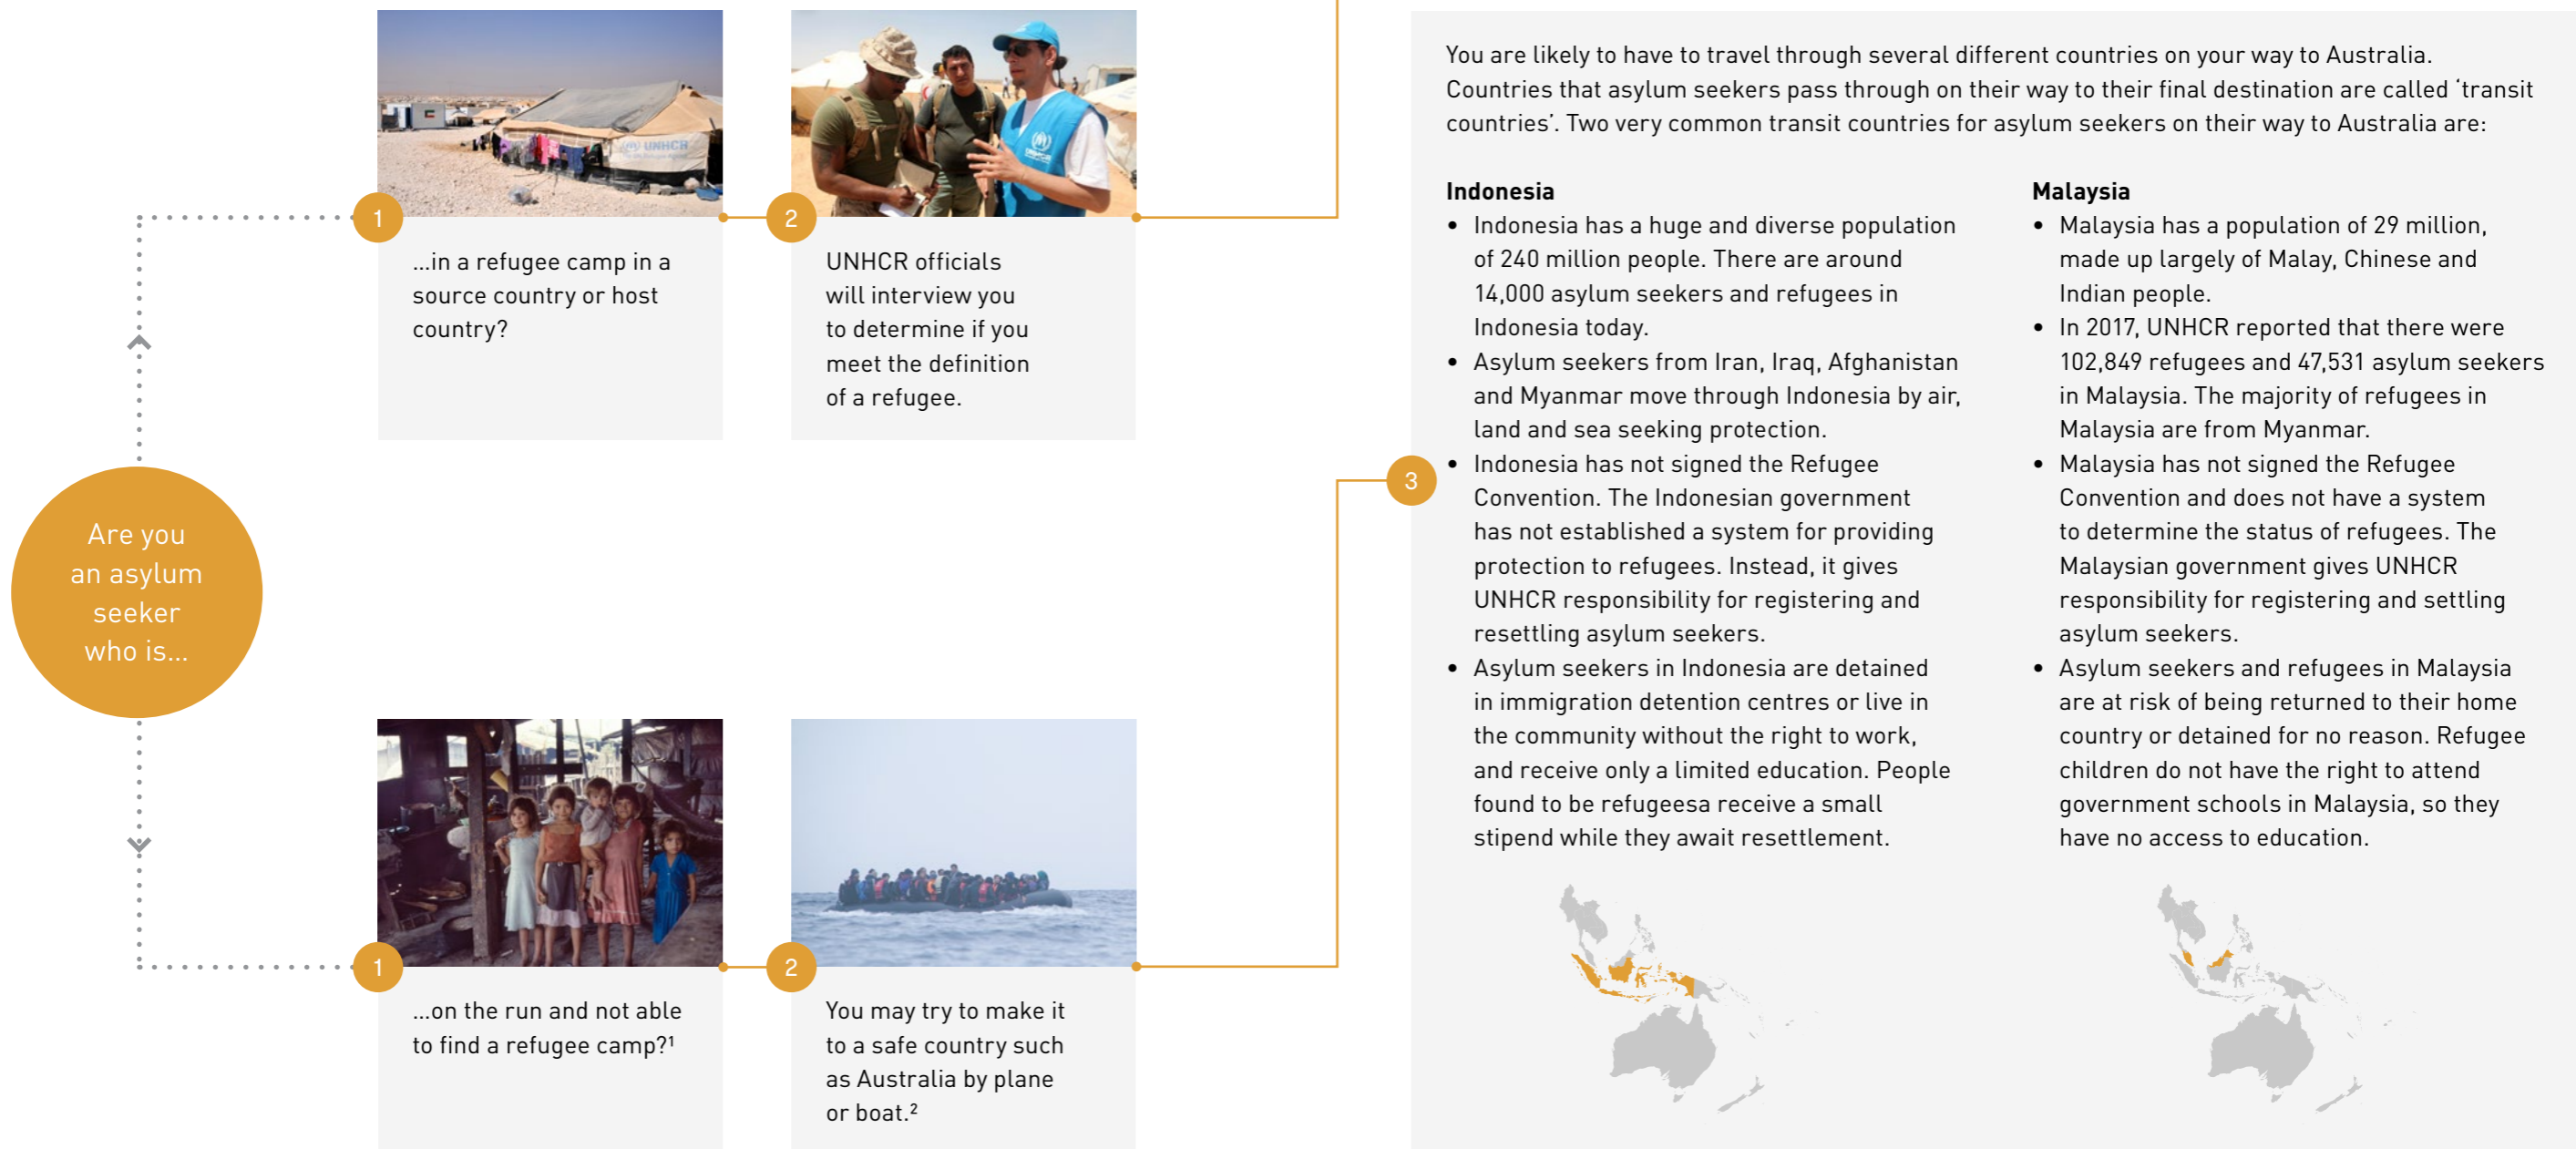 Are you
an asylum
seeker
who is...
UNHCR
1
...in a refugee camp in a
source country or host
country?
2
UNHCR officials
will interview you
to determine if you
meet the definition
of a refugee.
1
...on the run and not able
to find a refugee camp?¹
2
You may try to make it
to a safe country such
as Australia by plane
or boat.²
3
You are likely to have to travel through several different countries on your way to Australia.
Countries that asylum seekers pass through on their way to their final destination are called ‘transit
countries’. Two very common transit countries for asylum seekers on their way to Australia are:
Indonesia
• Indonesia has a huge and diverse population
of 240 million people. There are around
14,000 asylum seekers and refugees in
Indonesia today.
• Asylum seekers from Iran, Iraq, Afghanistan
and Myanmar move through Indonesia by air,
land and sea seeking protection.
• Indonesia has not signed the Refugee
Convention. The Indonesian government
has not established a system for providing
protection to refugees. Instead, it gives
UNHCR responsibility for registering and
resettling asylum seekers.
• Asylum seekers in Indonesia are detained
in immigration detention centres or live in
the community without the right to work,
and receive only a limited education. People
found to be refugeesa receive a small
stipend while they await resettlement.
Malaysia
• Malaysia has a population of 29 million,
made up largely of Malay, Chinese and
Indian people.
• In 2017, UNHCR reported that there were
102,849 refugees and 47,531 asylum seekers
in Malaysia. The majority of refugees in
Malaysia are from Myanmar.
• Malaysia has not signed the Refugee
Convention and does not have a system
to determine the status of refugees. The
Malaysian government gives UNHCR
responsibility for registering and settling
asylum seekers.
• Asylum seekers and refugees in Malaysia
are at risk of being returned to their home
country or detained for no reason. Refugee
children do not have the right to attend
government schools in Malaysia, so they
have no access to education.